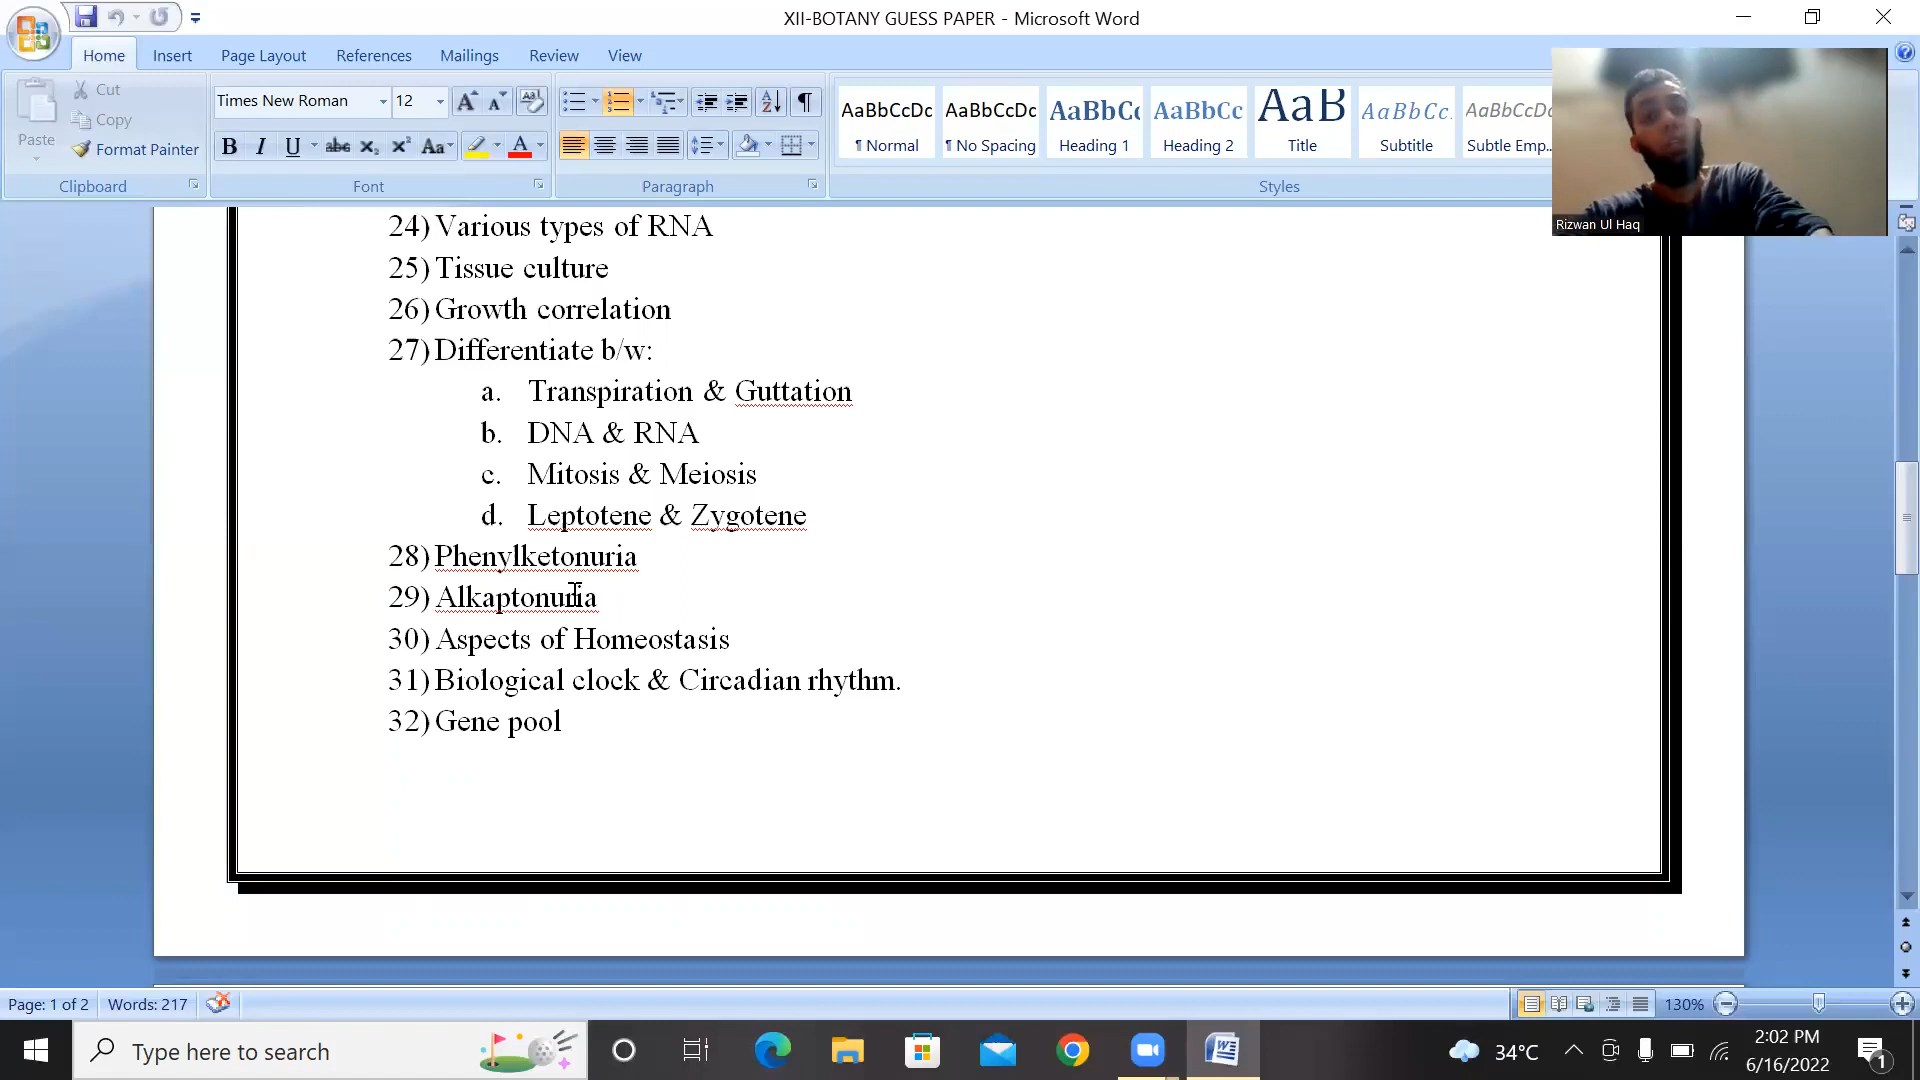 XII-BOTANY GUESS PAPER - Microsoft Word
Home Insert Page Layout References Mailings Review View
Paste
Cut
Copy
Format Painter
Times New Roman 12
B I U abc x₂ x² Aa A
AaBbCcDc AaBbCcDc AaBbCc AaBbCc AaB AaBbCc. AaBbCcDc
¶ Normal ¶ No Spacing Heading 1 Heading 2 Title Subtitle Subtle Emp...
Clipboard Font Paragraph Styles
Rizwan Ul Haq
24) Various types of RNA
25) Tissue culture
26) Growth correlation
27) Differentiate b/w:
a. Transpiration & Guttation
b. DNA & RNA
c. Mitosis & Meiosis
d. Leptotene & Zygotene
28) Phenylketonuria
29) Alkaptonuria
30) Aspects of Homeostasis
31) Biological clock & Circadian rhythm.
32) Gene pool
Page: 1 of 2 Words: 217 130%
Type here to search
34°C
2:02 PM
6/16/2022
1